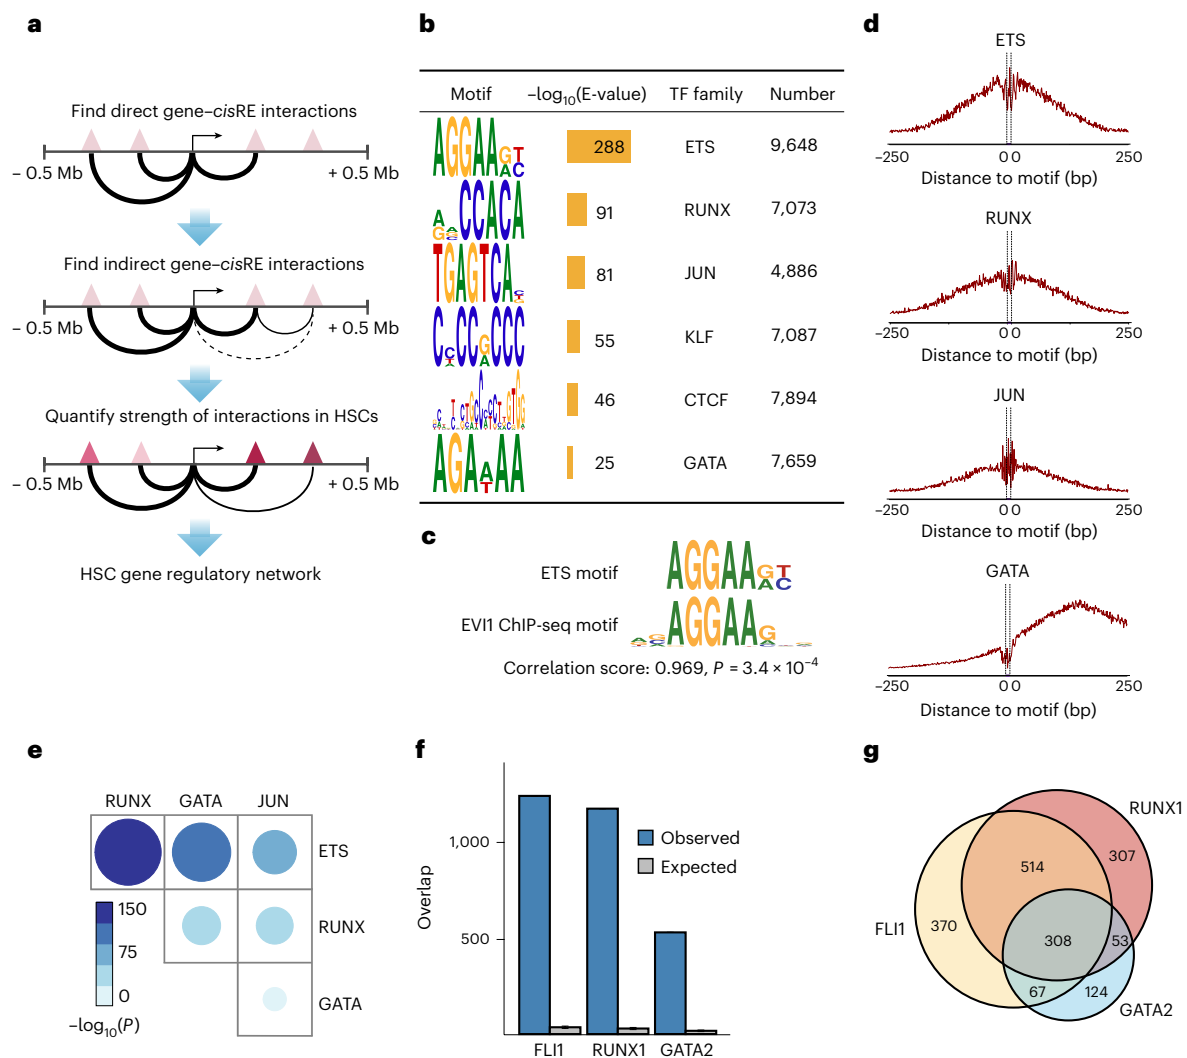 a
Find direct gene–cisRE interactions
– 0.5 Mb
+ 0.5 Mb
Find indirect gene–cisRE interactions
– 0.5 Mb
+ 0.5 Mb
Quantify strength of interactions in HSCs
– 0.5 Mb
+ 0.5 Mb
HSC gene regulatory network
b
Motif –log10(E-value) TF family Number
AGGAAGT 288 ETS 9,648
AC
91 RUNX 7,073
81 JUN 4,886
55 KLF 7,087
46 CTCF 7,894
25 GATA 7,659
c
ETS motif AGGAAGT
AC
EVI1 ChIP-seq motif AGGAAG
Correlation score: 0.969, P = 3.4 × 10–4
d
ETS
–250 0 0 250
Distance to motif (bp)
RUNX
–250 0 0 250
Distance to motif (bp)
JUN
–250 0 0 250
Distance to motif (bp)
GATA
–250 0 0 250
Distance to motif (bp)
e
RUNX GATA JUN
ETS
RUNX
GATA
150
75
0
–log10(P)
f
Overlap
1,000
500
Observed
Expected
FLI1 RUNX1 GATA2
g
RUNX1
307
514
FLI1
370
308
53
67
124
GATA2